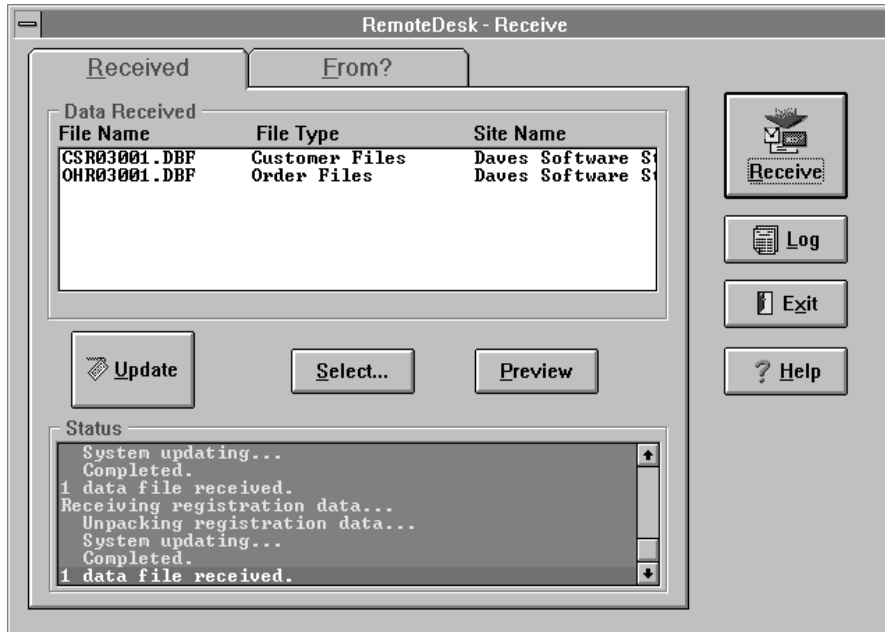 RemoteDesk - Receive
Received From?
Data Received
File Name File Type Site Name
CSR03001.DBF Customer Files Daves Software St
OHR03001.DBF Order Files Daves Software St
Update Select... Preview
Status
System updating...
Completed.
1 data file received.
Receiving registration data...
Unpacking registration data...
System updating...
Completed.
1 data file received.
Receive
Log
Exit
? Help